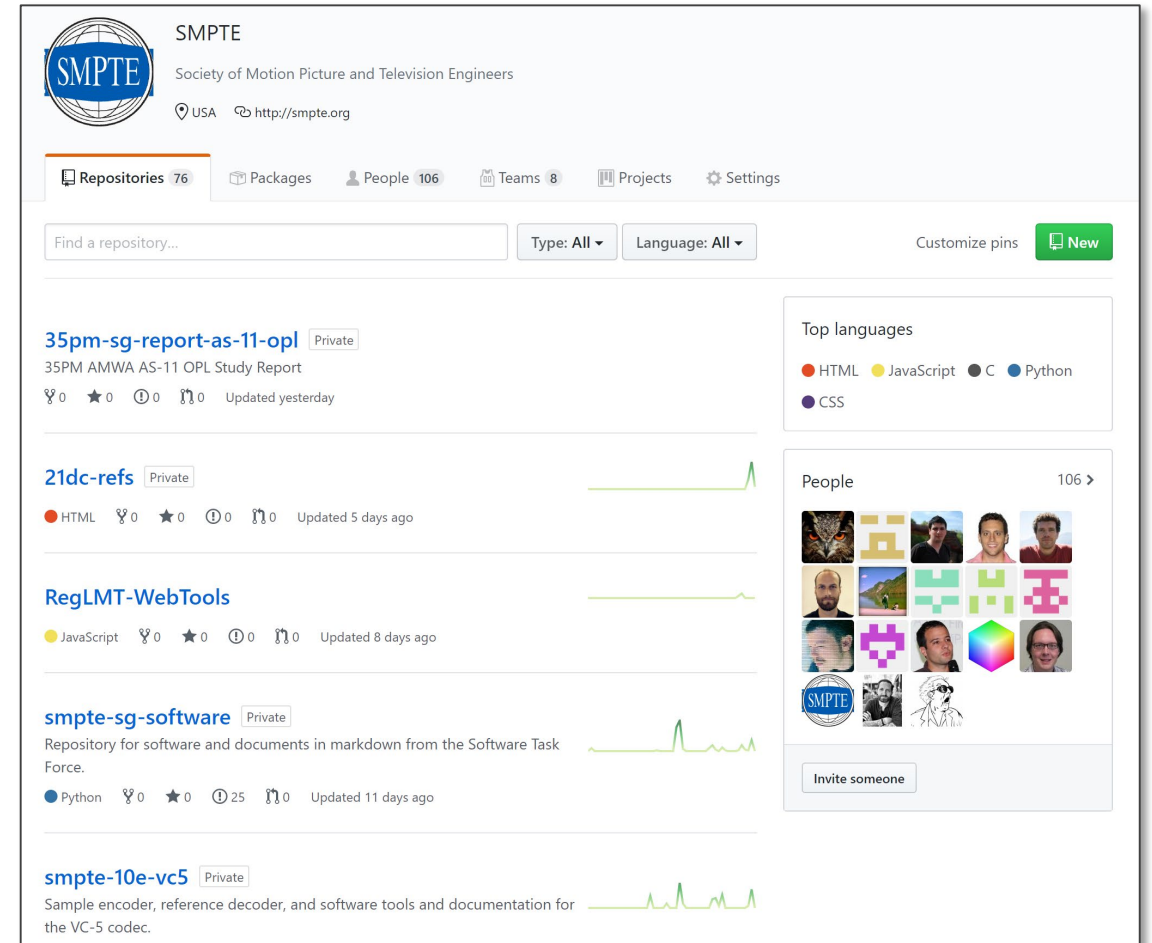 SMPTE
SMPTE
Society of Motion Picture and Television Engineers
USA http://smpte.org
Repositories 76 Packages People 106 Teams 8 Projects Settings
Find a repository... Type: All Language: All Customize pins New
35pm-sg-report-as-11-opl Private
35PM AMWA AS-11 OPL Study Report
0 0 0 0 Updated yesterday
21dc-refs Private
HTML 0 0 0 0 Updated 5 days ago
RegLMT-WebTools
JavaScript 0 0 0 0 Updated 8 days ago
smpte-sg-software Private
Repository for software and documents in markdown from the Software Task
Force.
Python 0 0 25 0 Updated 11 days ago
smpte-10e-vc5 Private
Sample encoder, reference decoder, and software tools and documentation for
the VC-5 codec.
Top languages
HTML JavaScript C Python
CSS
People 106
SMPTE
Invite someone